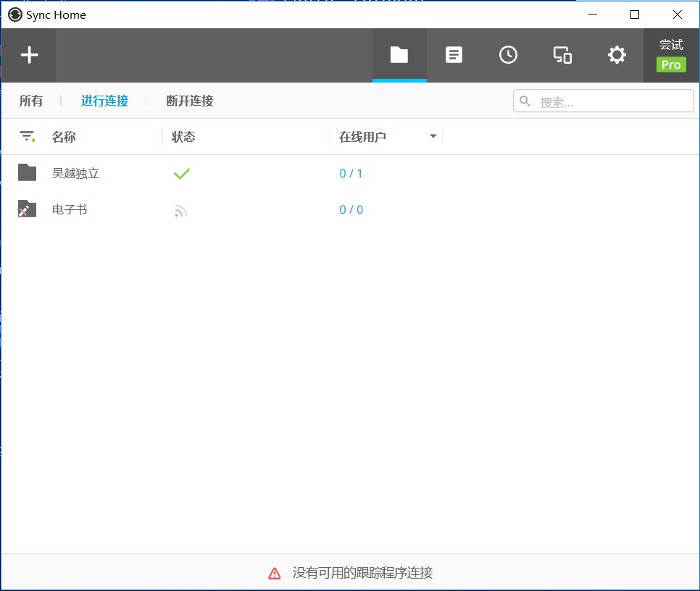 Sync Home
尝试
Pro
所有 进行连接 断开连接 搜索...
名称 状态 在线用户
吴越独立 0 / 1
电子书 0 / 0
没有可用的跟踪程序连接